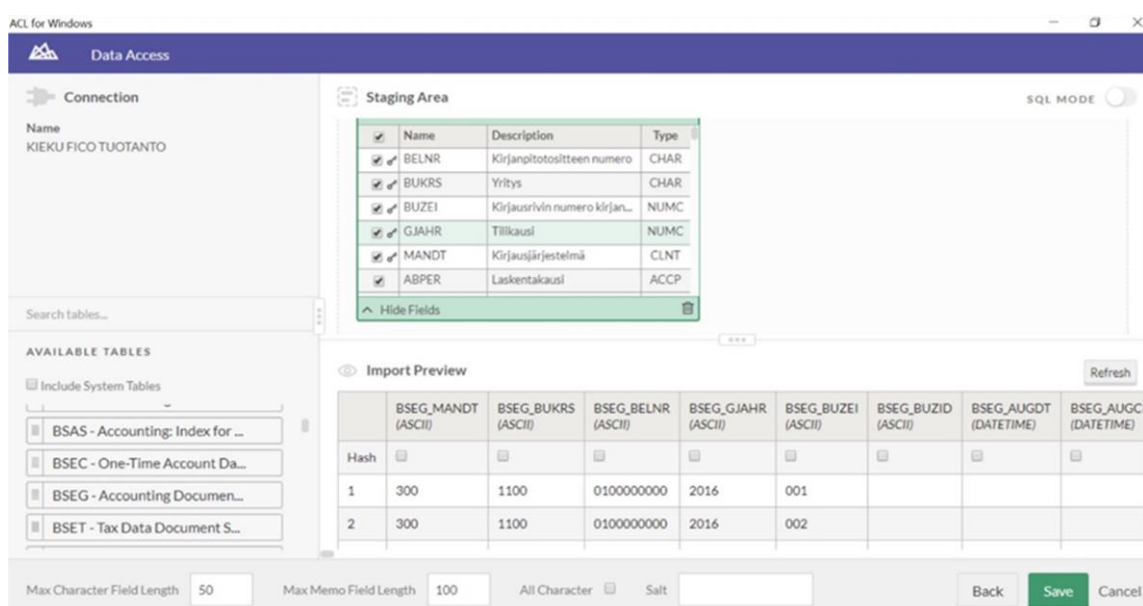 ACL for Windows
Data Access
Connection
Name
KIEKU FICO TUOTANTO
Search tables...
AVAILABLE TABLES
Include System Tables
BSAS - Accounting: Index for ...
BSEC - One-Time Account Da...
BSEG - Accounting Documen...
BSET - Tax Data Document S...
Staging Area
SQL MODE
Name Description Type
BELNR Kirjanpitotositteen numero CHAR
BUKRS Yritys CHAR
BUZEI Kirjausrivin numero kirjan... NUMC
GJAHR Tilikausi NUMC
MANDT Kirjausjärjestelmä CLNT
ABPER Laskentakausi ACCP
Hide Fields
Import Preview
Refresh
BSEG_MANDT BSEG_BUKRS BSEG_BELNR BSEG_GJAHR BSEG_BUZEI BSEG_BUZID BSEG_AUGDT BSEG_AUGC
(ASCII) (ASCII) (ASCII) (ASCII) (ASCII) (ASCII) (DATETIME) (DATETIME)
Hash
1 300 1100 0100000000 2016 001
2 300 1100 0100000000 2016 002
Max Character Field Length 50 Max Memo Field Length 100 All Character Salt Back Save Cancel